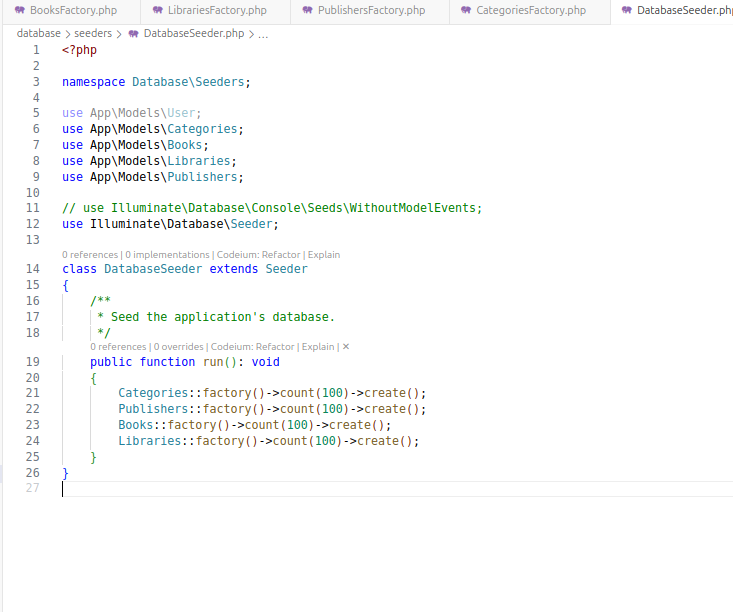 BooksFactory.php LibrariesFactory.php PublishersFactory.php CategoriesFactory.php DatabaseSeeder.php
database > seeders > DatabaseSeeder.php > ...
1 <?php
2
3 namespace Database\Seeders;
4
5 use App\Models\User;
6 use App\Models\Categories;
7 use App\Models\Books;
8 use App\Models\Libraries;
9 use App\Models\Publishers;
10
11 // use Illuminate\Database\Console\Seeds\WithoutModelEvents;
12 use Illuminate\Database\Seeder;
13
0 references | 0 implementations | Codeium: Refactor | Explain
14 class DatabaseSeeder extends Seeder
15 {
16 /**
17 * Seed the application's database.
18 */
0 references | 0 overrides | Codeium: Refactor | Explain | ×
19 public function run(): void
20 {
21 Categories::factory()->count(100)->create();
22 Publishers::factory()->count(100)->create();
23 Books::factory()->count(100)->create();
24 Libraries::factory()->count(100)->create();
25 }
26 }
27